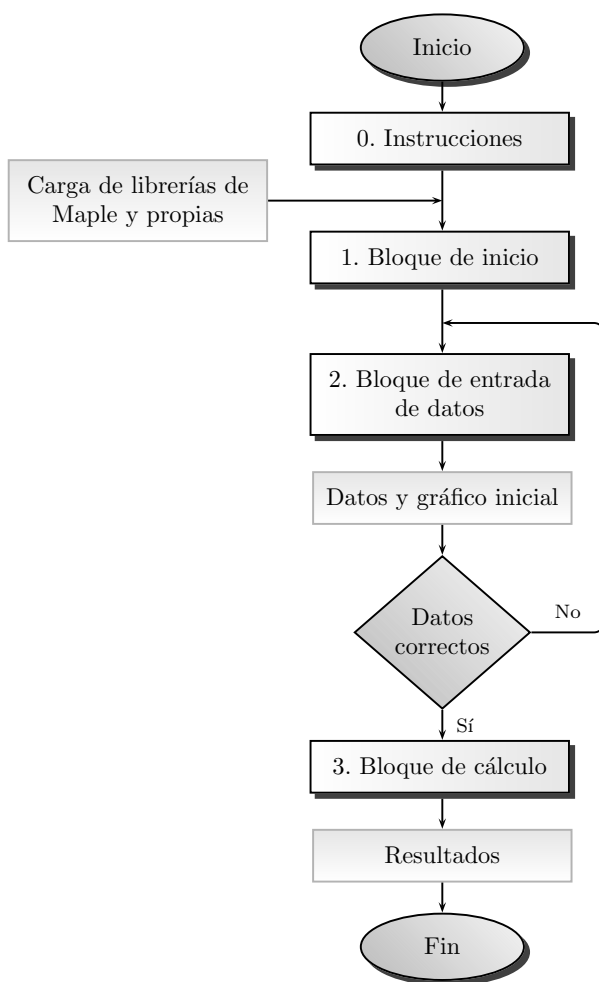 Inicio
0. Instrucciones
Carga de librerías de
Maple y propias
1. Bloque de inicio
2. Bloque de entrada
de datos
Datos y gráfico inicial
Datos
correctos
No
Sí
3. Bloque de cálculo
Resultados
Fin